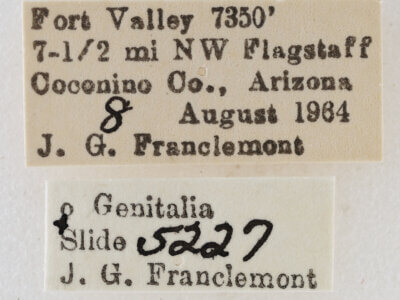 Fort Valley 7350'
7-1/2 mi NW Flagstaff
Coconino Co., Arizona
8 August 1964
J. G. Franclemont
♀ Genitalia
Slide 5227
J. G. Franclemont